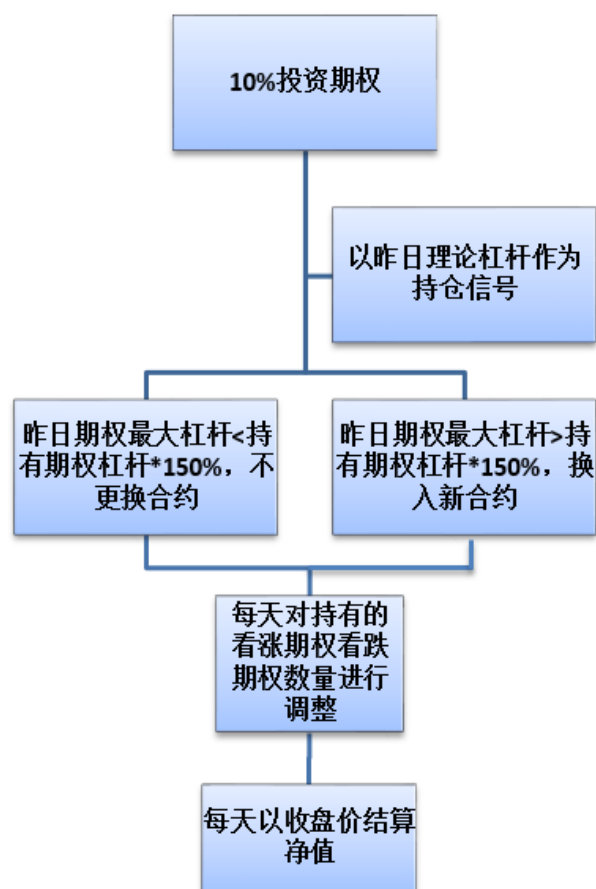 10%投资期权
以昨日理论杠杆作为
持仓信号
昨日期权最大杠杆<持
有期权杠杆*150%，不
更换合约
昨日期权最大杠杆>持
有期权杠杆*150%，换
入新合约
每天对持有的
看涨期权看跌
期权数量进行
调整
每天以收盘价结算
净值